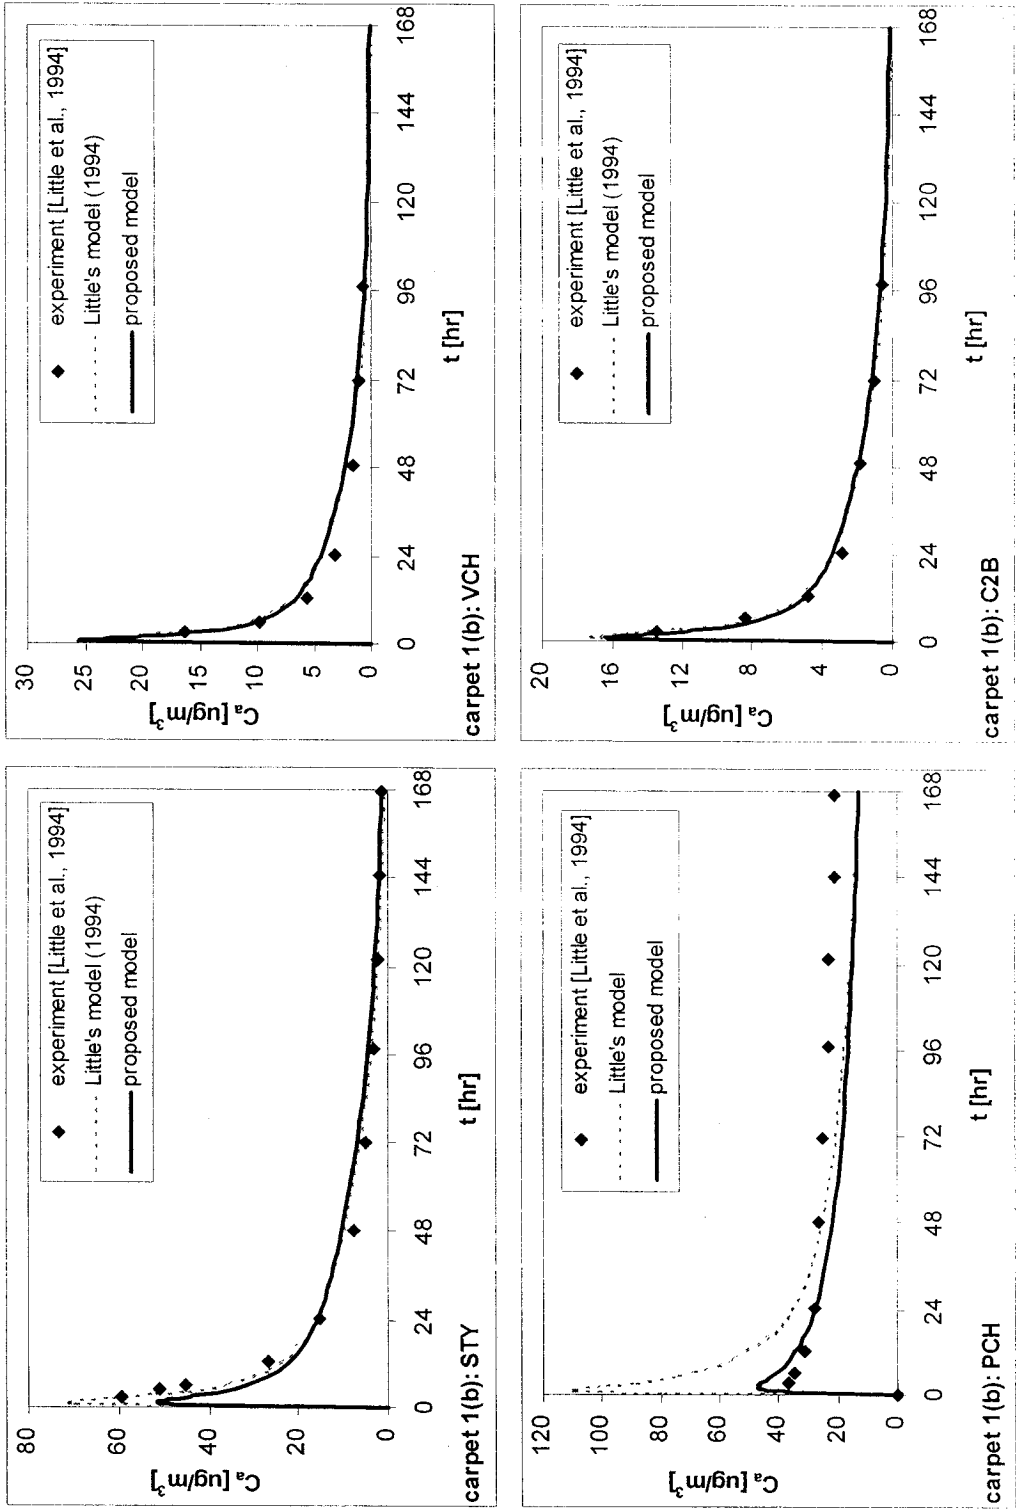 80
60
40
20
0
Cₐ [ug/m³]
experiment [Little et al., 1994]
Little's model (1994)
proposed model
0 24 48 72 96 120 144 168
t [hr]
carpet 1(b): STY
30
25
20
15
10
5
0
Cₐ [ug/m³]
experiment [Little et al., 1994]
Little's model (1994)
proposed model
0 24 48 72 96 120 144 168
t [hr]
carpet 1(b): VCH
120
100
80
60
40
20
0
Cₐ [ug/m³]
experiment [Little et al., 1994]
Little's model
proposed model
0 24 48 72 96 120 144 168
t [hr]
carpet 1(b): PCH
20
16
12
8
4
0
Cₐ [ug/m³]
experiment [Little et al., 1994]
Little's model (1994)
proposed model
0 24 48 72 96 120 144 168
t [hr]
carpet 1(b): C2B